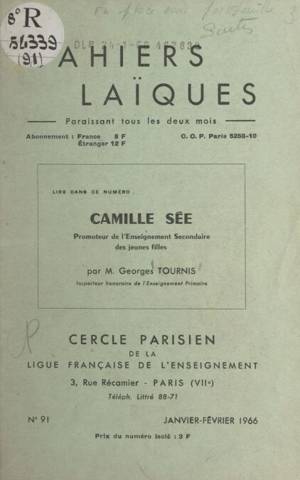 8° R
54339
(91)
AHIERS
LAÏQUES
Paraissant tous les deux mois
Abonnement : France 8 F
Étranger 12 F
C. C. P. Paris 5256-10
LIRE DANS CE NUMÉRO :
CAMILLE SÉE
Promoteur de l'Enseignement Secondaire
des jeunes filles
par M. Georges TOURNIS
Inspecteur honoraire de l'Enseignement Primaire
CERCLE PARISIEN
DE LA
LIGUE FRANÇAISE DE L'ENSEIGNEMENT
3, Rue Récamier - PARIS (VIIe)
Téléph. Littré 88-71
N° 91
JANVIER-FÉVRIER 1966
Prix du numéro isolé : 2 F